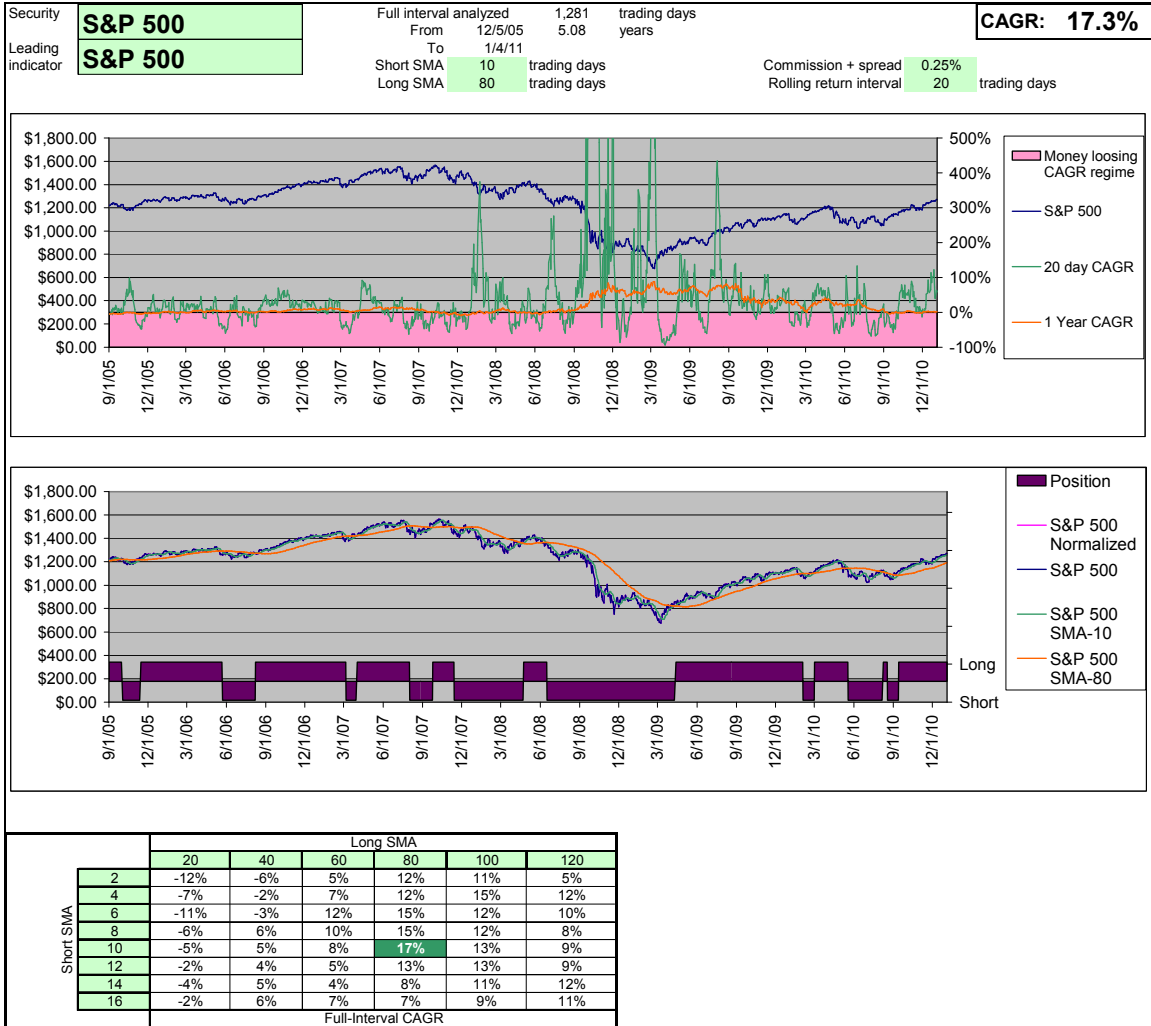 Security S&P 500 Full interval analyzed 1,281 trading days CAGR: 17.3%
From 12/5/05 5.08 years
Leading indicator S&P 500 To 1/4/11
Short SMA 10 trading days Commission + spread 0.25%
Long SMA 80 trading days Rolling return interval 20 trading days
$1,800.00 500%
$1,600.00 400%
$1,400.00 300%
$1,200.00 200%
$1,000.00 100%
$800.00 0%
$600.00 -100%
$400.00
$200.00
$0.00
9/1/05 12/1/05 3/1/06 6/1/06 9/1/06 12/1/06 3/1/07 6/1/07 9/1/07 12/1/07 3/1/08 6/1/08 9/1/08 12/1/08 3/1/09 6/1/09 9/1/09 12/1/09 3/1/10 6/1/10 9/1/10 12/1/10
Money loosing
CAGR regime
S&P 500
20 day CAGR
1 Year CAGR
$1,800.00
$1,600.00
$1,400.00
$1,200.00
$1,000.00
$800.00
$600.00
$400.00 Long
$200.00
$0.00 Short
9/1/05 12/1/05 3/1/06 6/1/06 9/1/06 12/1/06 3/1/07 6/1/07 9/1/07 12/1/07 3/1/08 6/1/08 9/1/08 12/1/08 3/1/09 6/1/09 9/1/09 12/1/09 3/1/10 6/1/10 9/1/10 12/1/10
Position
S&P 500
Normalized
S&P 500
S&P 500
SMA-10
S&P 500
SMA-80
Long SMA
20 40 60 80 100 120
Short SMA
2 -12% -6% 5% 12% 11% 5%
4 -7% -2% 7% 12% 15% 12%
6 -11% -3% 12% 15% 12% 10%
8 -6% 6% 10% 15% 12% 8%
10 -5% 5% 8% 17% 13% 9%
12 -2% 4% 5% 13% 13% 9%
14 -4% 5% 4% 8% 11% 12%
16 -2% 6% 7% 7% 9% 11%
Full-Interval CAGR